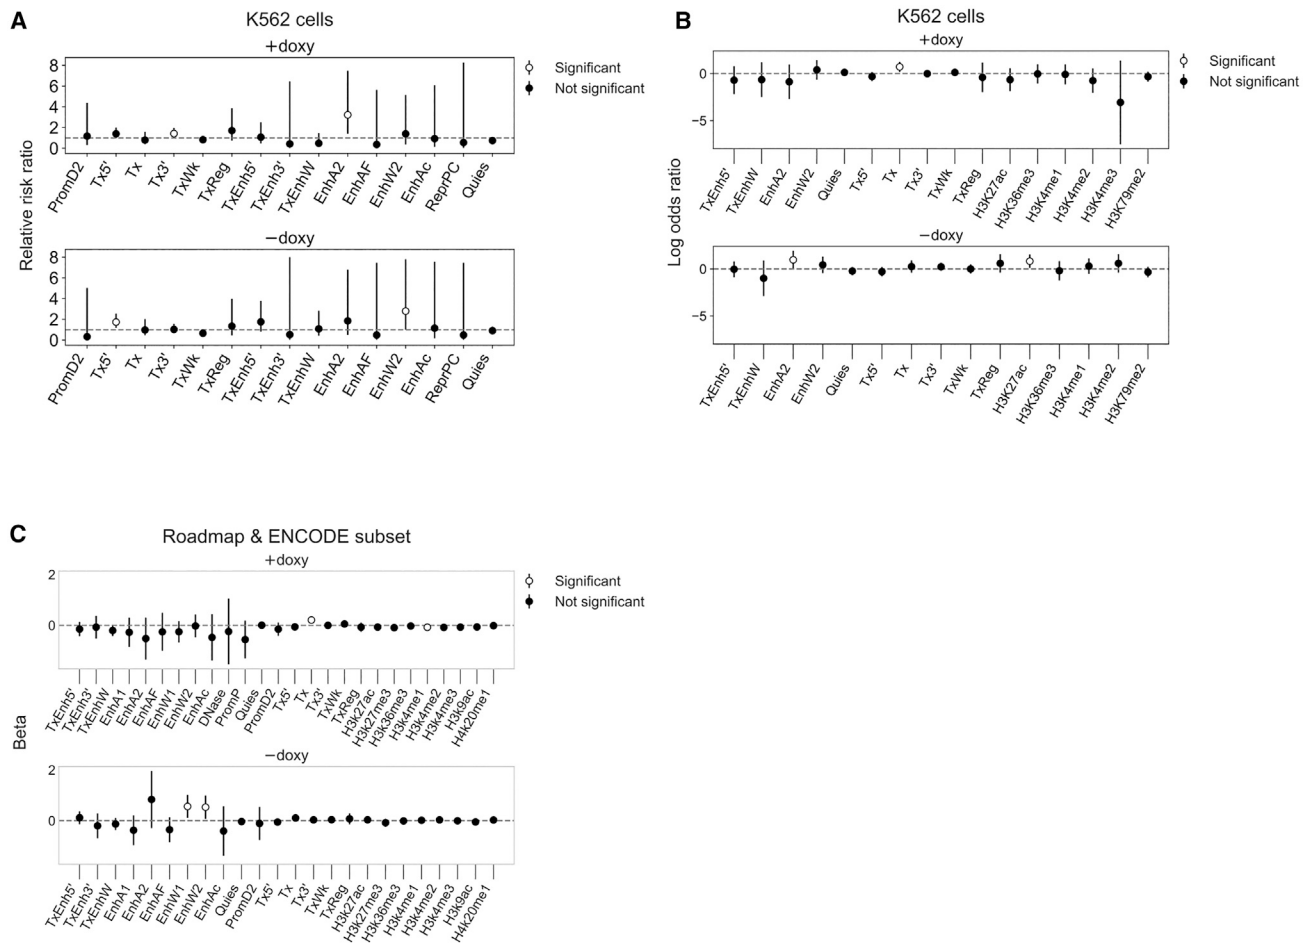 A
K562 cells
+doxy
Relative risk ratio
8
6
4
2
0
Significant
Not significant
PromD2
Tx5'
Tx
Tx3'
TxWk
TxReg
TxEnh5'
TxEnh3'
TxEnhW
EnhA2
EnhAF
EnhW2
EnhAc
ReprPC
Quies
−doxy
8
6
4
2
0
PromD2
Tx5'
Tx
Tx3'
TxWk
TxReg
TxEnh5'
TxEnh3'
TxEnhW
EnhA2
EnhAF
EnhW2
EnhAc
ReprPC
Quies
B
K562 cells
+doxy
Log odds ratio
0
−5
Significant
Not significant
TxEnh5'
TxEnhW
EnhA2
EnhW2
Quies
Tx5'
Tx
Tx3'
TxWk
TxReg
H3K27ac
H3K36me3
H3K4me1
H3K4me2
H3K4me3
H3K79me2
−doxy
0
−5
TxEnh5'
TxEnhW
EnhA2
EnhW2
Quies
Tx5'
Tx
Tx3'
TxWk
TxReg
H3K27ac
H3K36me3
H3K4me1
H3K4me2
H3K79me2
C
Roadmap & ENCODE subset
+doxy
Beta
2
0
Significant
Not significant
TxEnh5'
TxEnh3'
TxEnhW
EnhA1
EnhA2
EnhAF
EnhW1
EnhW2
EnhAc
DNase
PromP
Quies
PromD2
Tx5'
Tx
Tx3'
TxWk
TxReg
H3k27ac
H3k27me3
H3k36me3
H3k4me1
H3k4me2
H3k4me3
H3k9ac
H4k20me1
−doxy
2
0
TxEnh5'
TxEnh3'
TxEnhW
EnhA1
EnhA2
EnhAF
EnhW1
EnhW2
EnhAc
Quies
PromD2
Tx5'
Tx
Tx3'
TxWk
TxReg
H3k27ac
H3k27me3
H3k36me3
H3k4me1
H3k4me2
H3k4me3
H3k9ac
H4k20me1